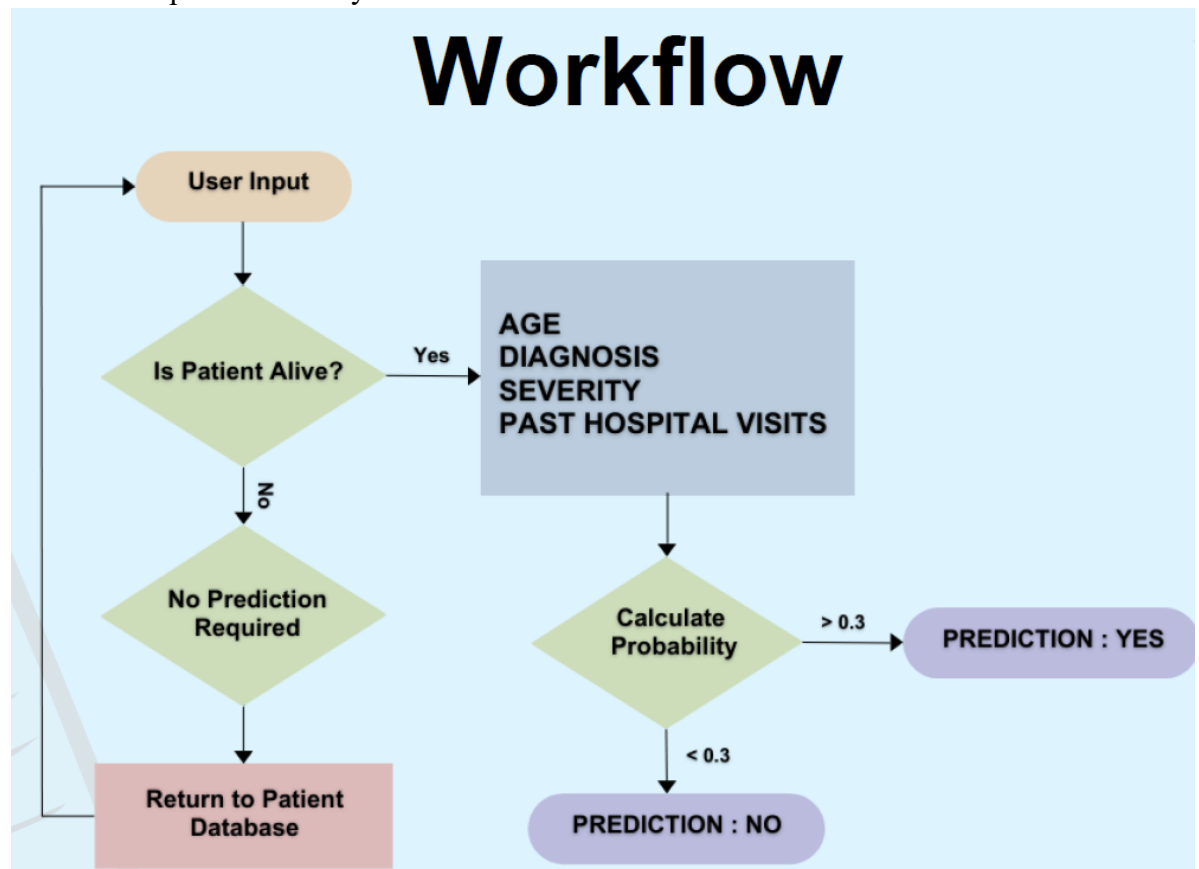 Workflow
User Input
Is Patient Alive?
Yes
AGE
DIAGNOSIS
SEVERITY
PAST HOSPITAL VISITS
No
No Prediction
Required
Calculate
Probability
> 0.3
PREDICTION : YES
< 0.3
Return to Patient
Database
PREDICTION : NO